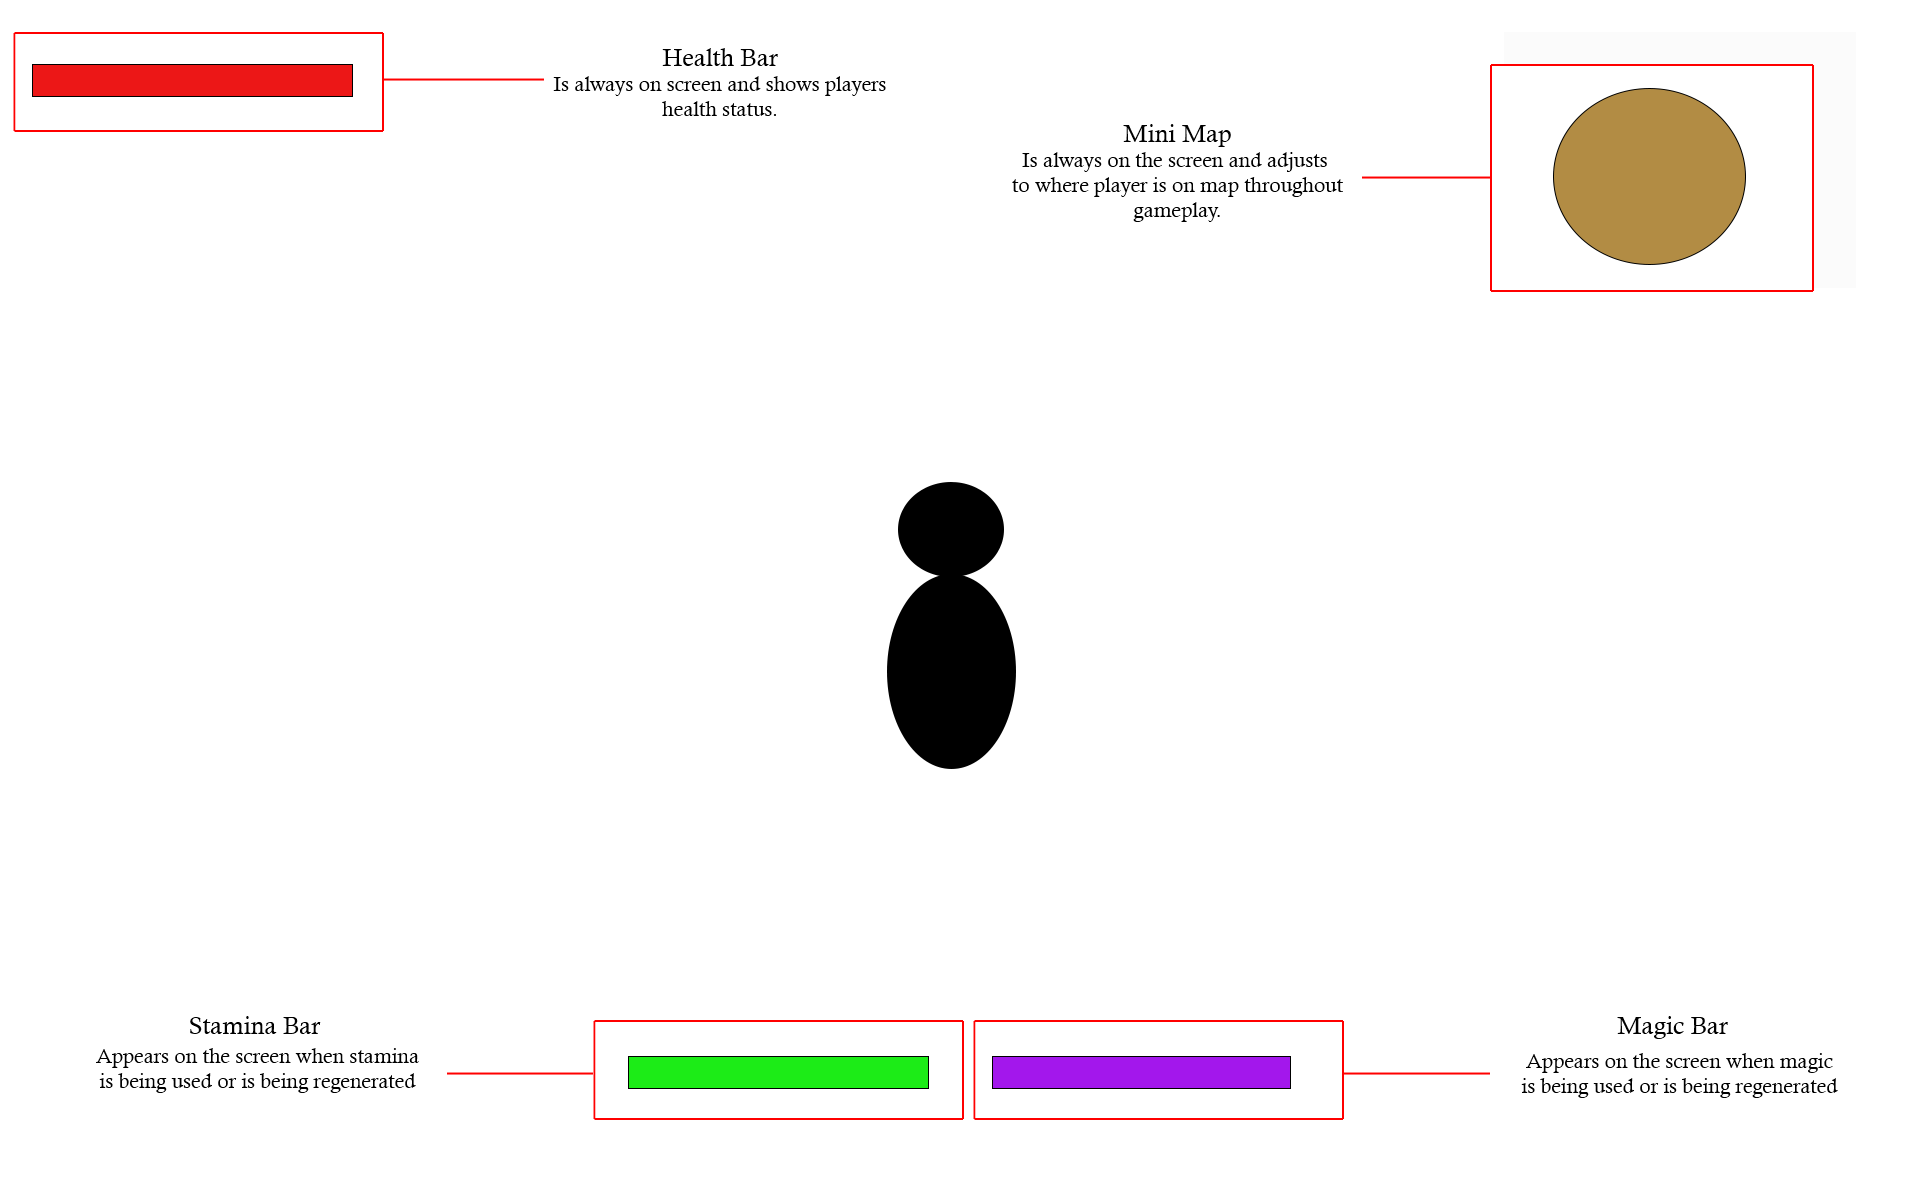 Health Bar
Is always on screen and shows players
health status.
Mini Map
Is always on the screen and adjusts
to where player is on map throughout
gameplay.
Stamina Bar
Appears on the screen when stamina
is being used or is being regenerated
Magic Bar
Appears on the screen when magic
is being used or is being regenerated